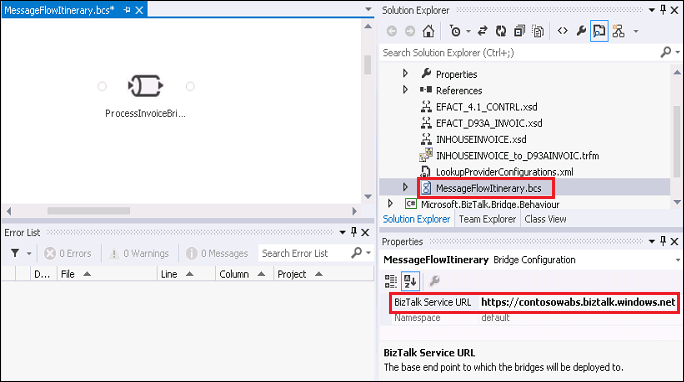 MessageFlowItinerary.bcs*
ProcessInvoiceBri...
Error List
0 Errors
0 Warnings
0 Messages
Search Error List
D...
File
Line
Column
Project
Solution Explorer
Search Solution Explorer (Ctrl+;)
Properties
References
EFACT_4.1_CONTRL.xsd
EFACT_D93A_INVOIC.xsd
INHOUSEINVOICE.xsd
INHOUSEINVOICE_to_D93AINVOIC.trfm
LookupProviderConfigurations.xml
MessageFlowItinerary.bcs
C# Microsoft.BizTalk.Bridge.Behaviour
Solution Explorer Team Explorer Class View
Properties
MessageFlowItinerary Bridge Configuration
BizTalk Service URL https://contosowabs.biztalk.windows.net
Namespace default
BizTalk Service URL
The base end point to which the bridges will be deployed to.